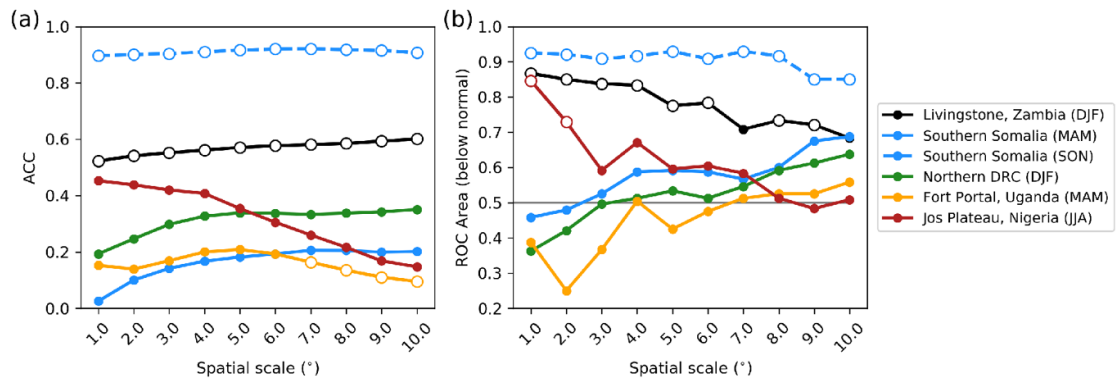 (a)
ACC
1.0
0.8
0.6
0.4
0.2
0.0
1.0 2.0 3.0 4.0 5.0 6.0 7.0 8.0 9.0 10.0
Spatial scale (°)
(b)
ROC Area (below normal)
1.0
0.9
0.8
0.7
0.6
0.5
0.4
0.3
0.2
1.0 2.0 3.0 4.0 5.0 6.0 7.0 8.0 9.0 10.0
Spatial scale (°)
Livingstone, Zambia (DJF)
Southern Somalia (MAM)
Southern Somalia (SON)
Northern DRC (DJF)
Fort Portal, Uganda (MAM)
Jos Plateau, Nigeria (JJA)